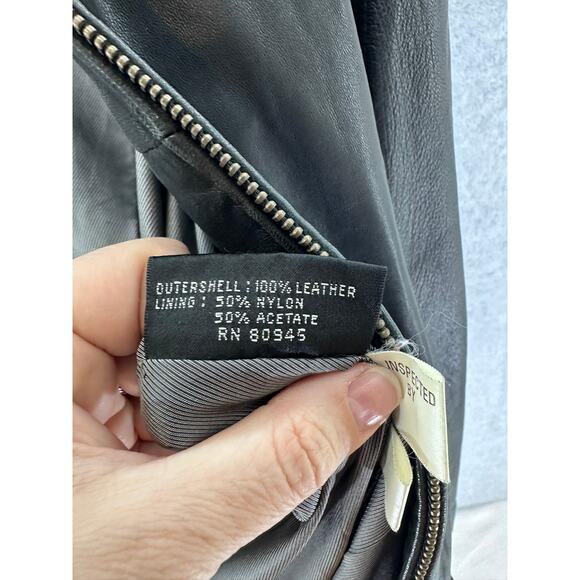 OUTERSHELL : 100% LEATHER
LINING : 50% NYLON
50% ACETATE
RN 80945
INSPECTED
BY